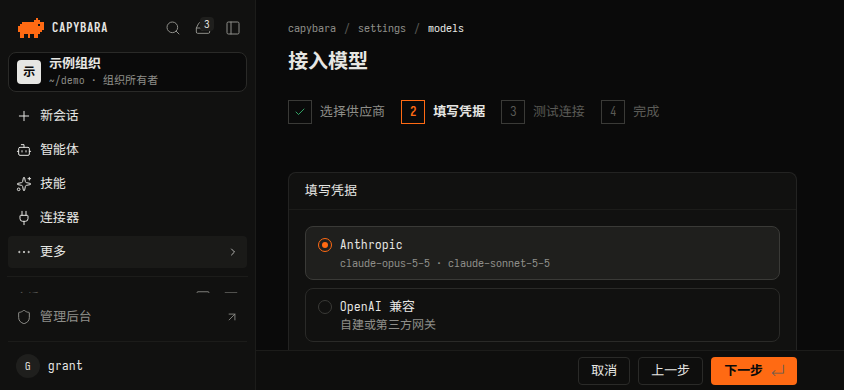 CAPYBARA
3
示
示例组织
~/demo · 组织所有者
新会话
智能体
技能
连接器
更多
管理后台
G
grant
capybara / settings / models
接入模型
选择供应商
2 填写凭据
3 测试连接
4 完成
填写凭据
Anthropic
claude-opus-5-5 · claude-sonnet-5-5
OpenAI 兼容
自建或第三方网关
取消
上一步
下一步